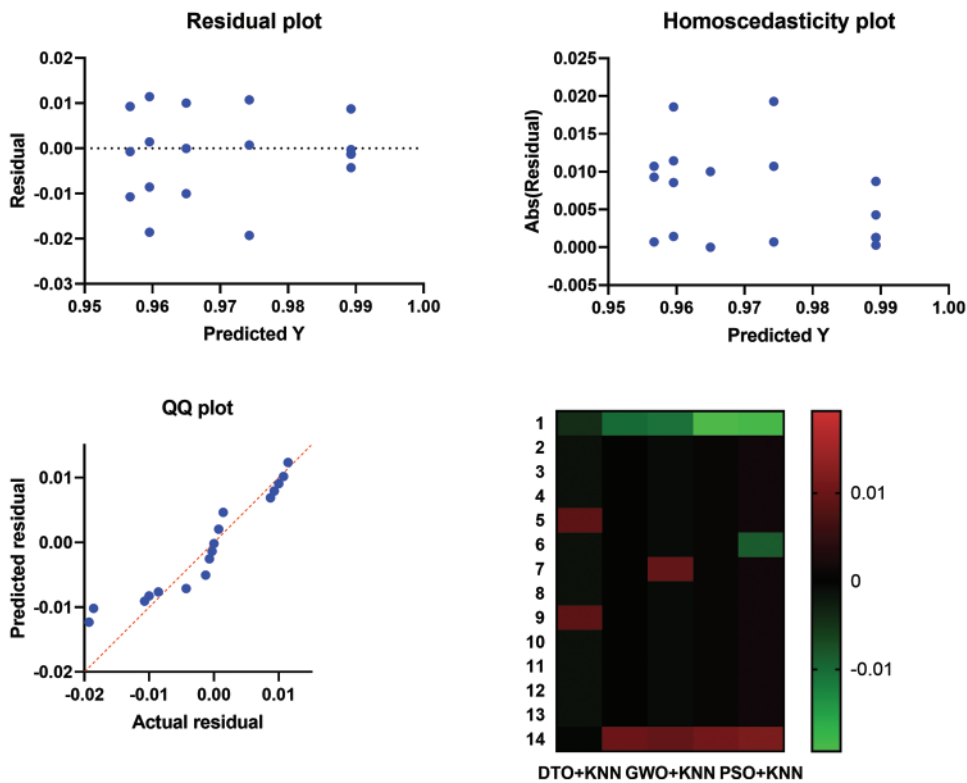 Residual plot
0.02
0.01
0.00
-0.01
-0.02
-0.03
Residual
0.95 0.96 0.97 0.98 0.99 1.00
Predicted Y
Homoscedasticity plot
0.025
0.020
0.015
0.010
0.005
0.000
-0.005
Abs(Residual)
0.95 0.96 0.97 0.98 0.99 1.00
Predicted Y
QQ plot
0.01
0.00
-0.01
-0.02
Predicted residual
-0.02 -0.01 0.00 0.01
Actual residual
1
2
3
4
5
6
7
8
9
10
11
12
13
14
DTO+KNN GWO+KNN PSO+KNN
0.01
0
-0.01